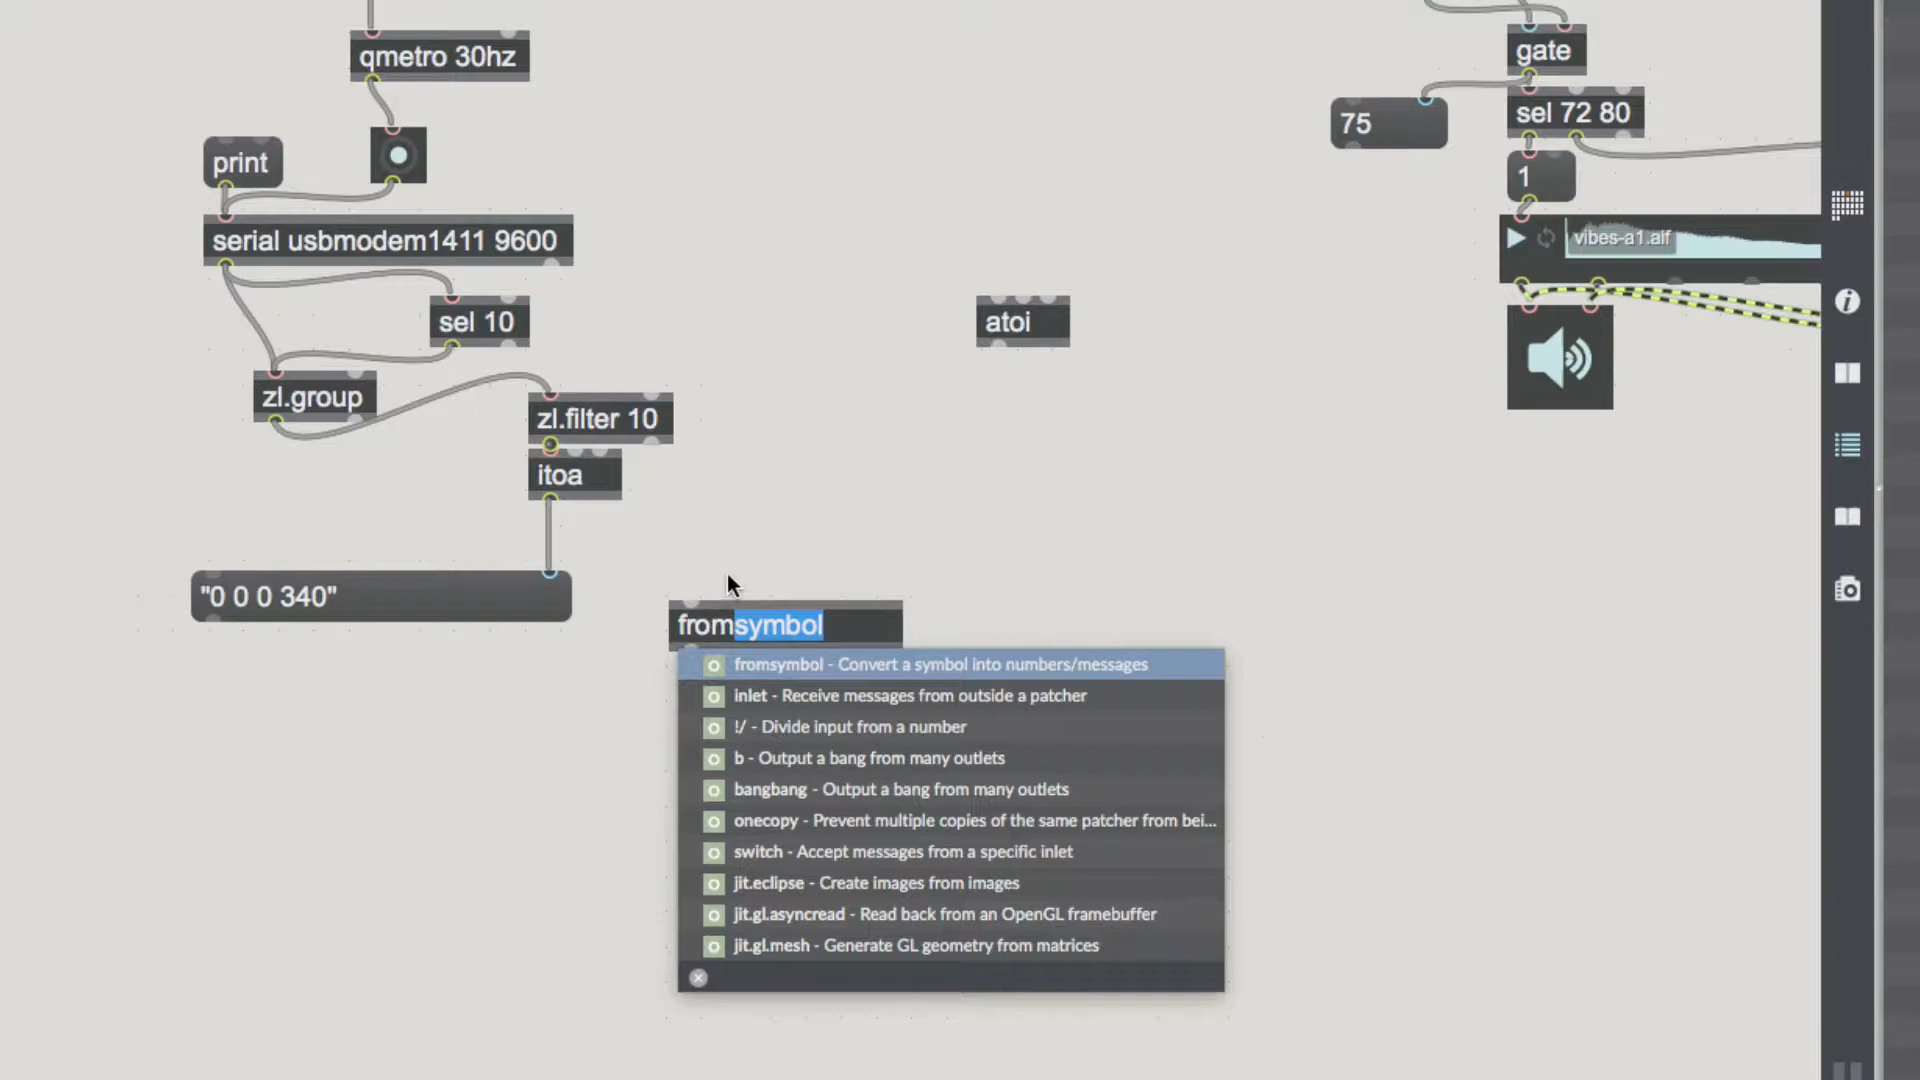 qmetro 30hz
print
serial usbmodem1411 9600
sel 10
zl.group
zl.filter 10
itoa
"0 0 0 340"
atoi
gate
75
sel 72 80
1
vibes-a1.aif
fromsymbol
fromsymbol - Convert a symbol into numbers/messages
inlet - Receive messages from outside a patcher
!/ - Divide input from a number
b - Output a bang from many outlets
bangbang - Output a bang from many outlets
onecopy - Prevent multiple copies of the same patcher from bei...
switch - Accept messages from a specific inlet
jit.eclipse - Create images from images
jit.gl.asyncread - Read back from an OpenGL framebuffer
jit.gl.mesh - Generate GL geometry from matrices